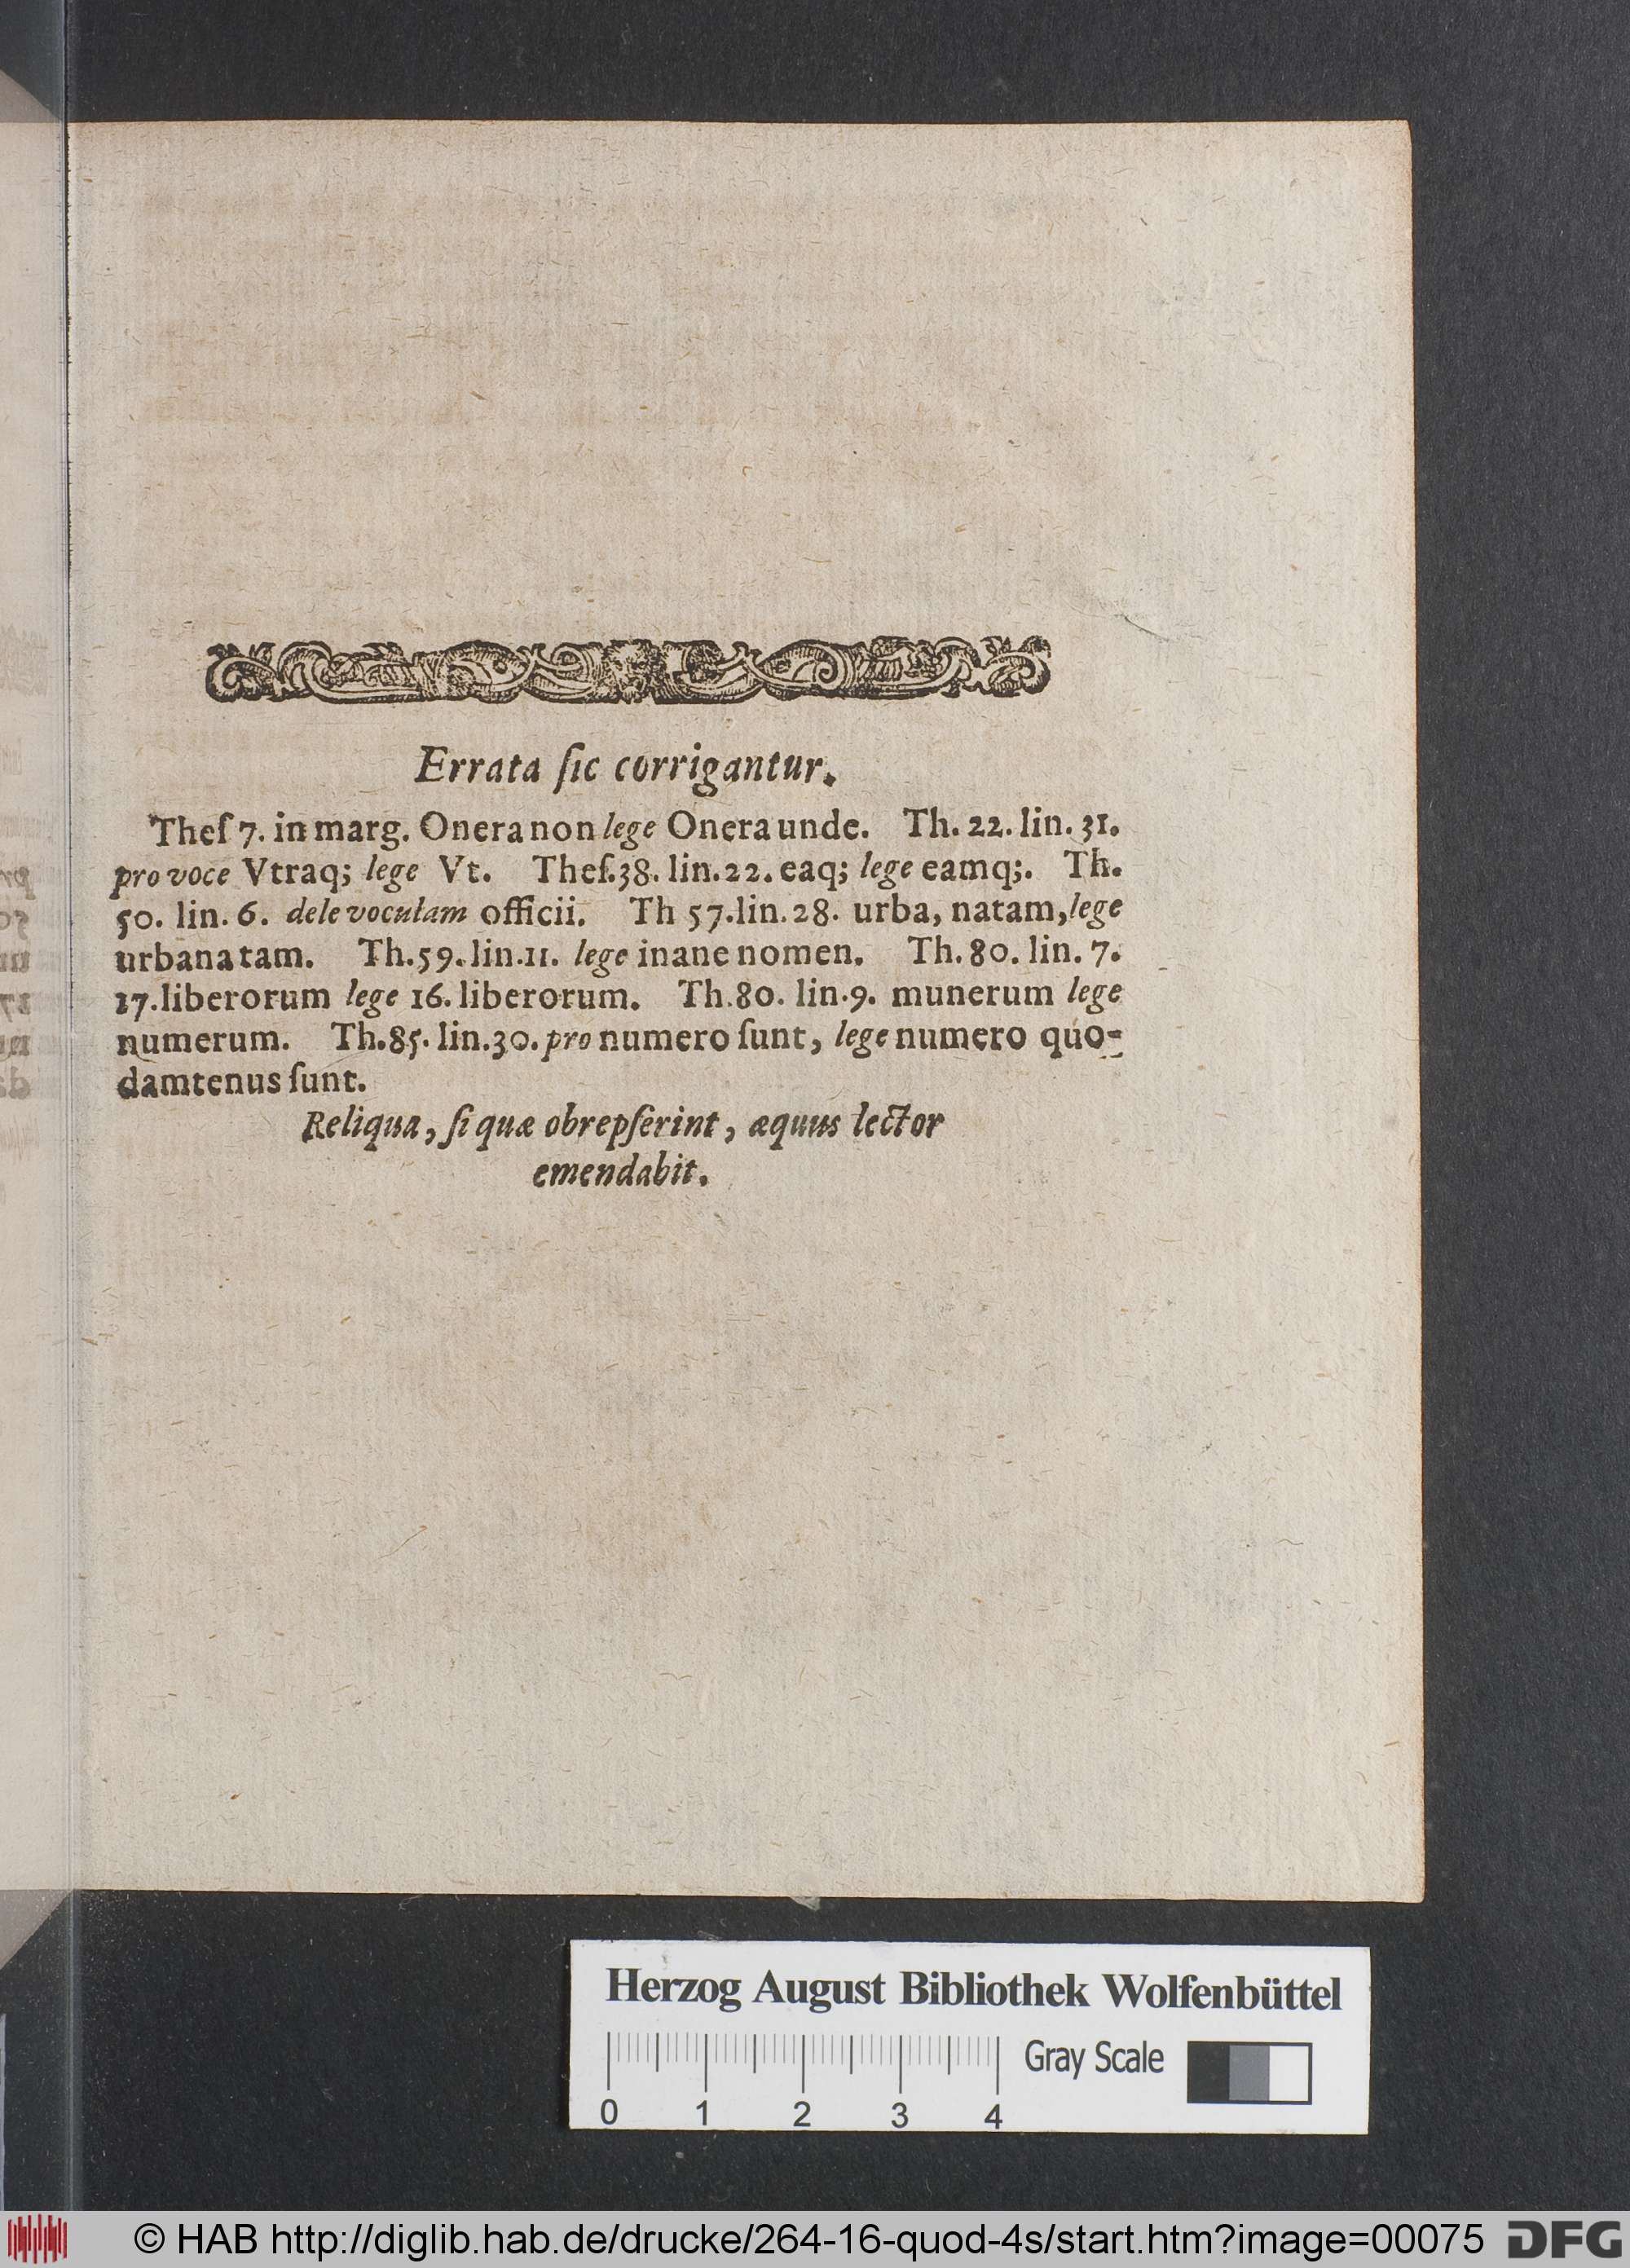 Errata ſic corrigantur.
Theſ 7. in marg. Onera non lege Onera unde. Th. 22. lin. 31.
pro voce Vtraq; lege Vt. Theſ.38. lin.22. eaq; lege eamq;. Th.
50. lin. 6. dele voculam officii. Th 57.lin.28. urba, natam,lege
urbana tam. Th.59.lin.11. lege inane nomen. Th.80. lin. 7.
17.liberorum lege 16.liberorum. Th.80. lin.9. munerum lege
numerum. Th.85. lin.30.pro numero ſunt, lege numero quo-
damtenus ſunt.
Reliqua, ſi quæ obrepſerint, æquus lector
emendabit.
Herzog August Bibliothek Wolfenbüttel
Gray Scale
0 1 2 3 4
© HAB http://diglib.hab.de/drucke/264-16-quod-4s/start.htm?image=00075 DFG